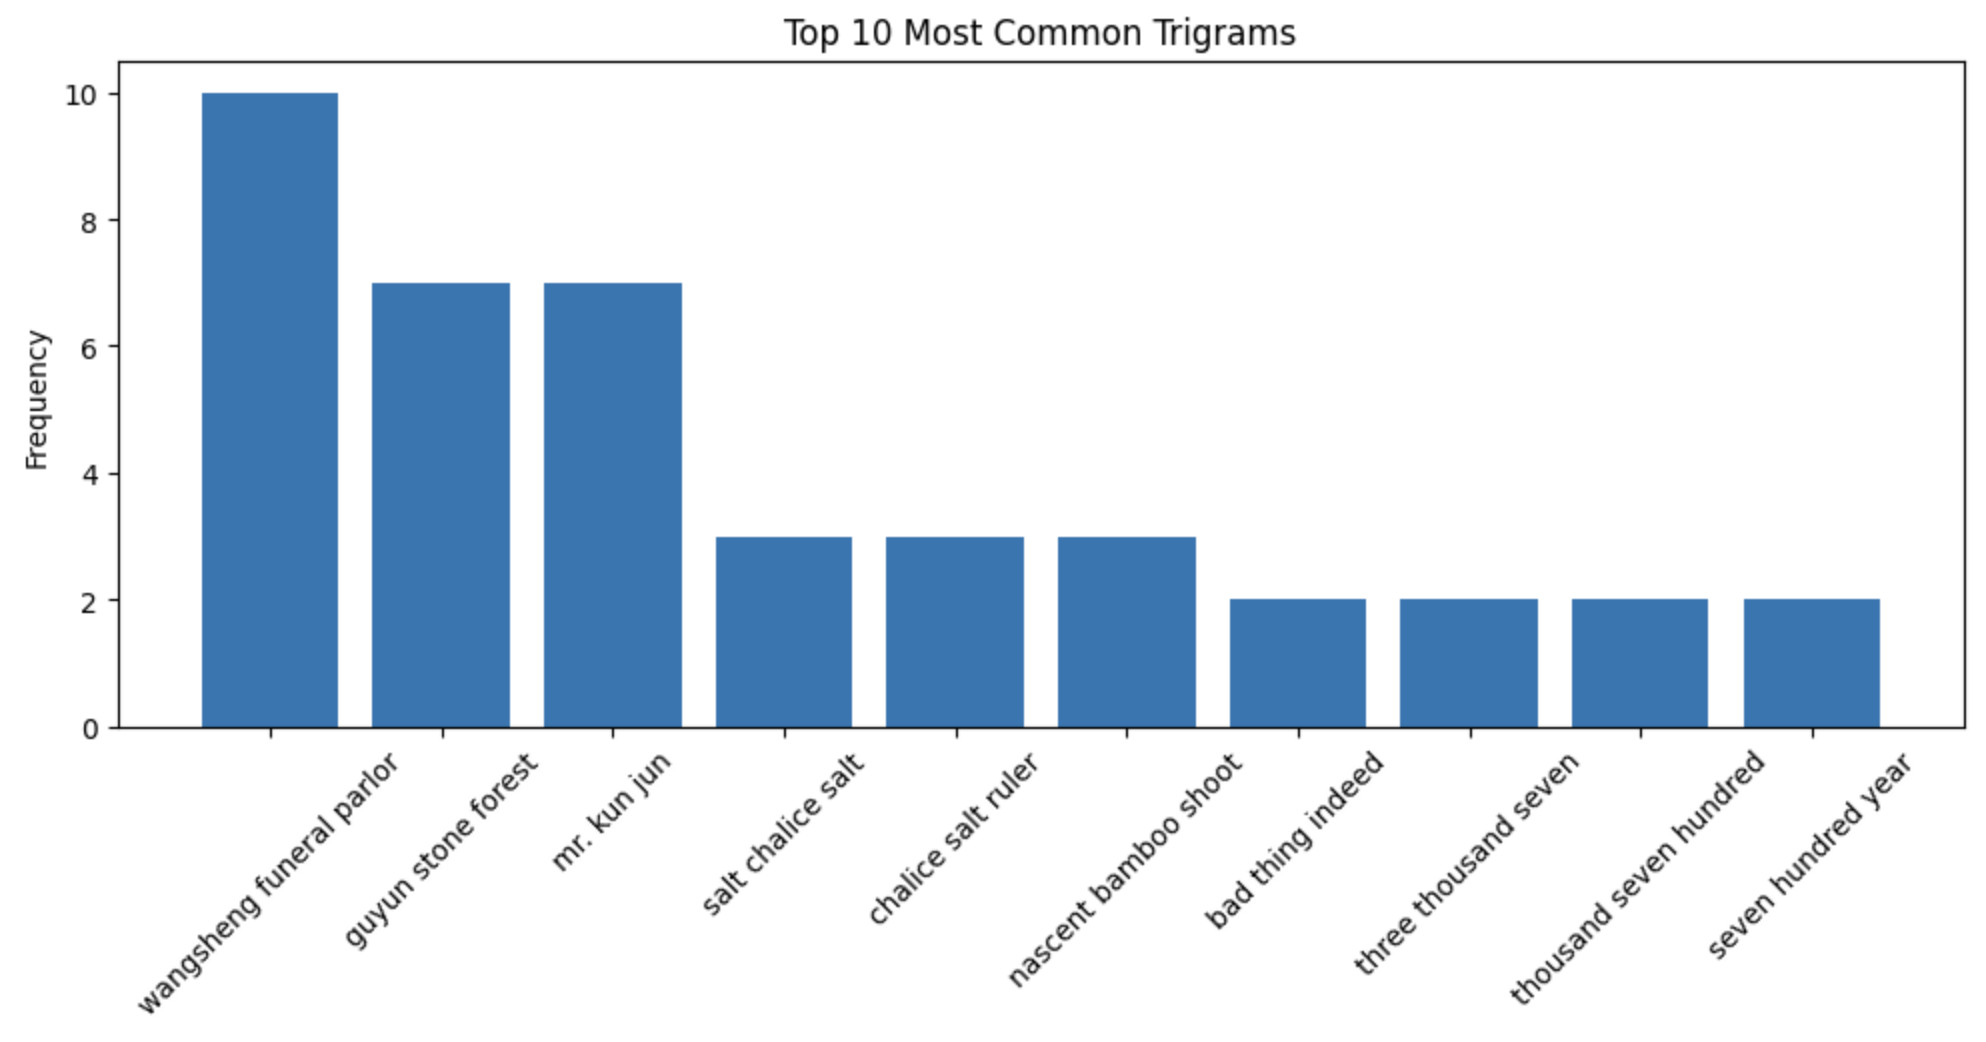 Top 10 Most Common Trigrams
Frequency
10
8
6
4
2
0
wangsheng funeral parlor
guyun stone forest
mr. kun jun
salt chalice salt
chalice salt ruler
nascent bamboo shoot
bad thing indeed
three thousand seven
thousand seven hundred
seven hundred year